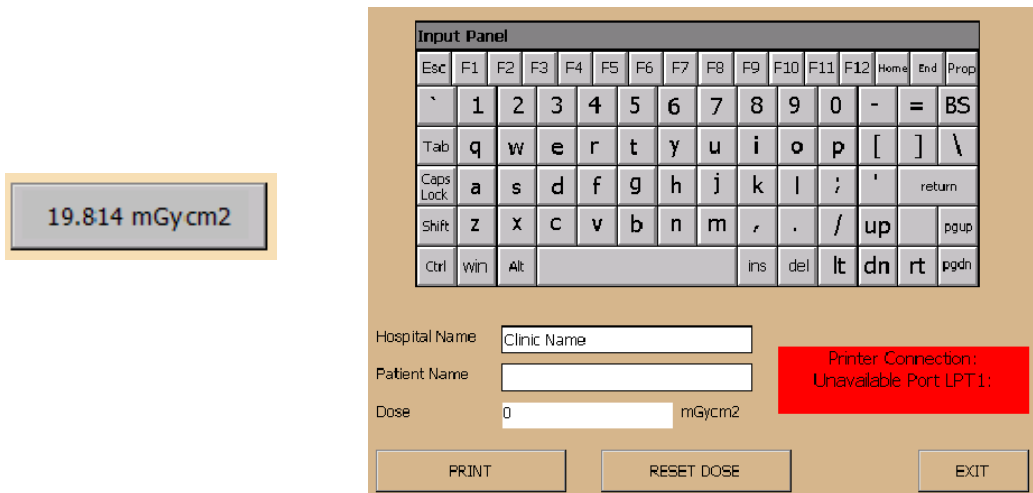 19.814 mGycm2
Input Panel
Esc F1 F2 F3 F4 F5 F6 F7 F8 F9 F10 F11 F12 Home End Prop
` 1 2 3 4 5 6 7 8 9 0 - = BS
Tab q w e r t y u i o p [ ] \
Caps Lock a s d f g h j k l ; ' return
Shift z x c v b n m , . / up pgup
Ctrl win Alt ins del lt dn rt pgdn
Hospital Name Clinic Name
Patient Name
Dose 0 mGycm2
Printer Connection:
Unavailable Port LPT1:
PRINT RESET DOSE EXIT